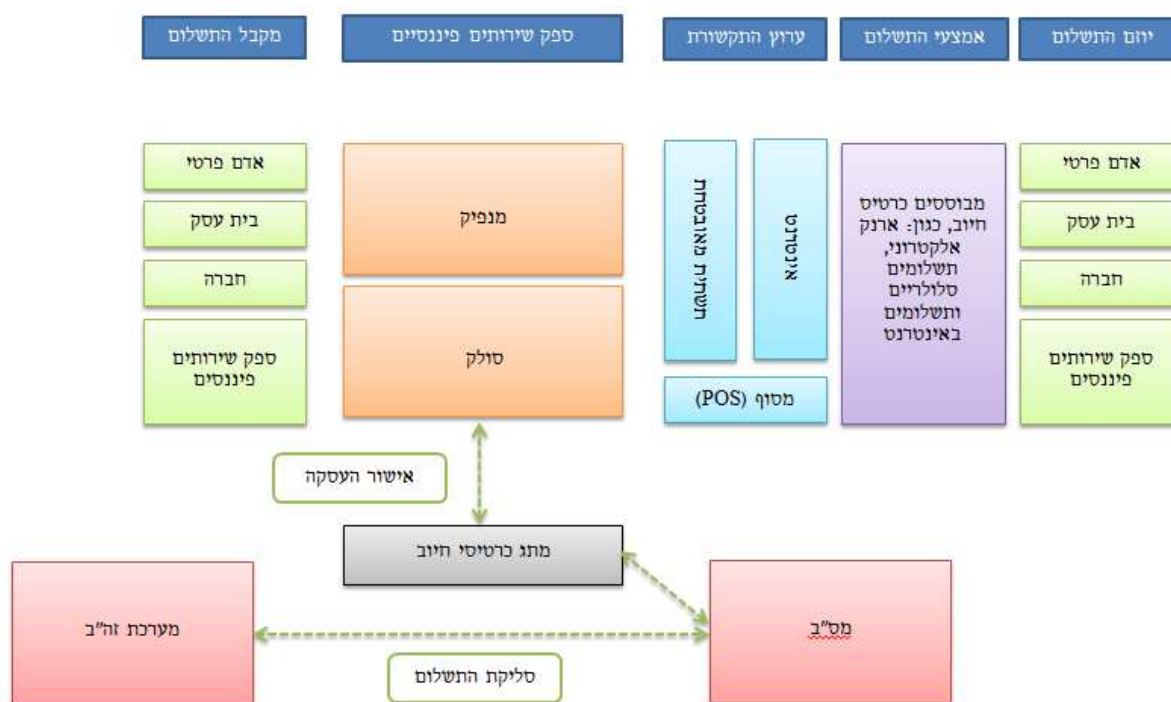 יוזם התשלום
אמצעי התשלום
ערוץ התקשורת
ספק שירותים פיננסיים
מקבל התשלום
אדם פרטי
בית עסק
חברה
ספק שירותים
פיננסים
מבוססים כרטיס
חיוב, כגון: ארנק
אלקטרוני,
תשלומים
סלולריים
ותשלומים
באינטרנט
אינטרנט
תשתית מאובטחת
מסוף (POS)
מנפיק
סולק
אדם פרטי
בית עסק
חברה
ספק שירותים
פיננסים
אישור העסקה
מתג כרטיסי חיוב
מס"ב
מערכת זה"ב
סליקת התשלום